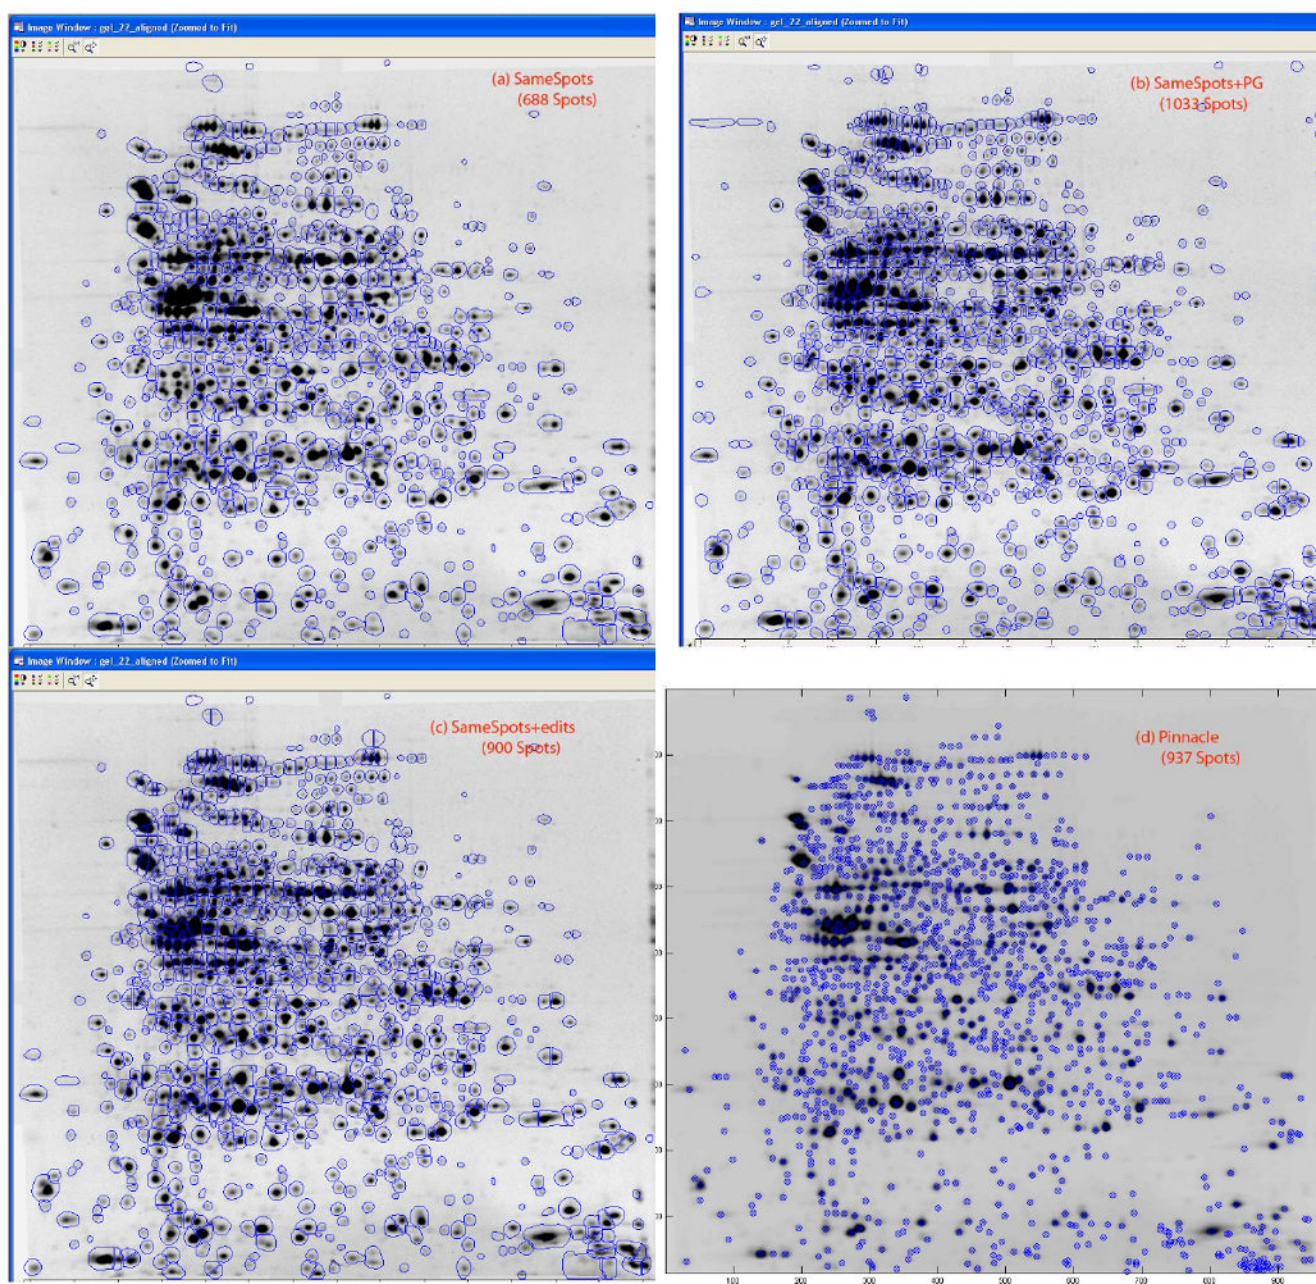 Image Window : gel_22_aligned (Zoomed to Fit)
(a) SameSpots
(688 Spots)
Image Window : gel_22_aligned (Zoomed to Fit)
(b) SameSpots+PG
(1033 Spots)
Image Window : gel_22_aligned (Zoomed to Fit)
(c) SameSpots+edits
(900 Spots)
(d) Pinnacle
(937 Spots)
100 200 300 400 500 600 700 800 900